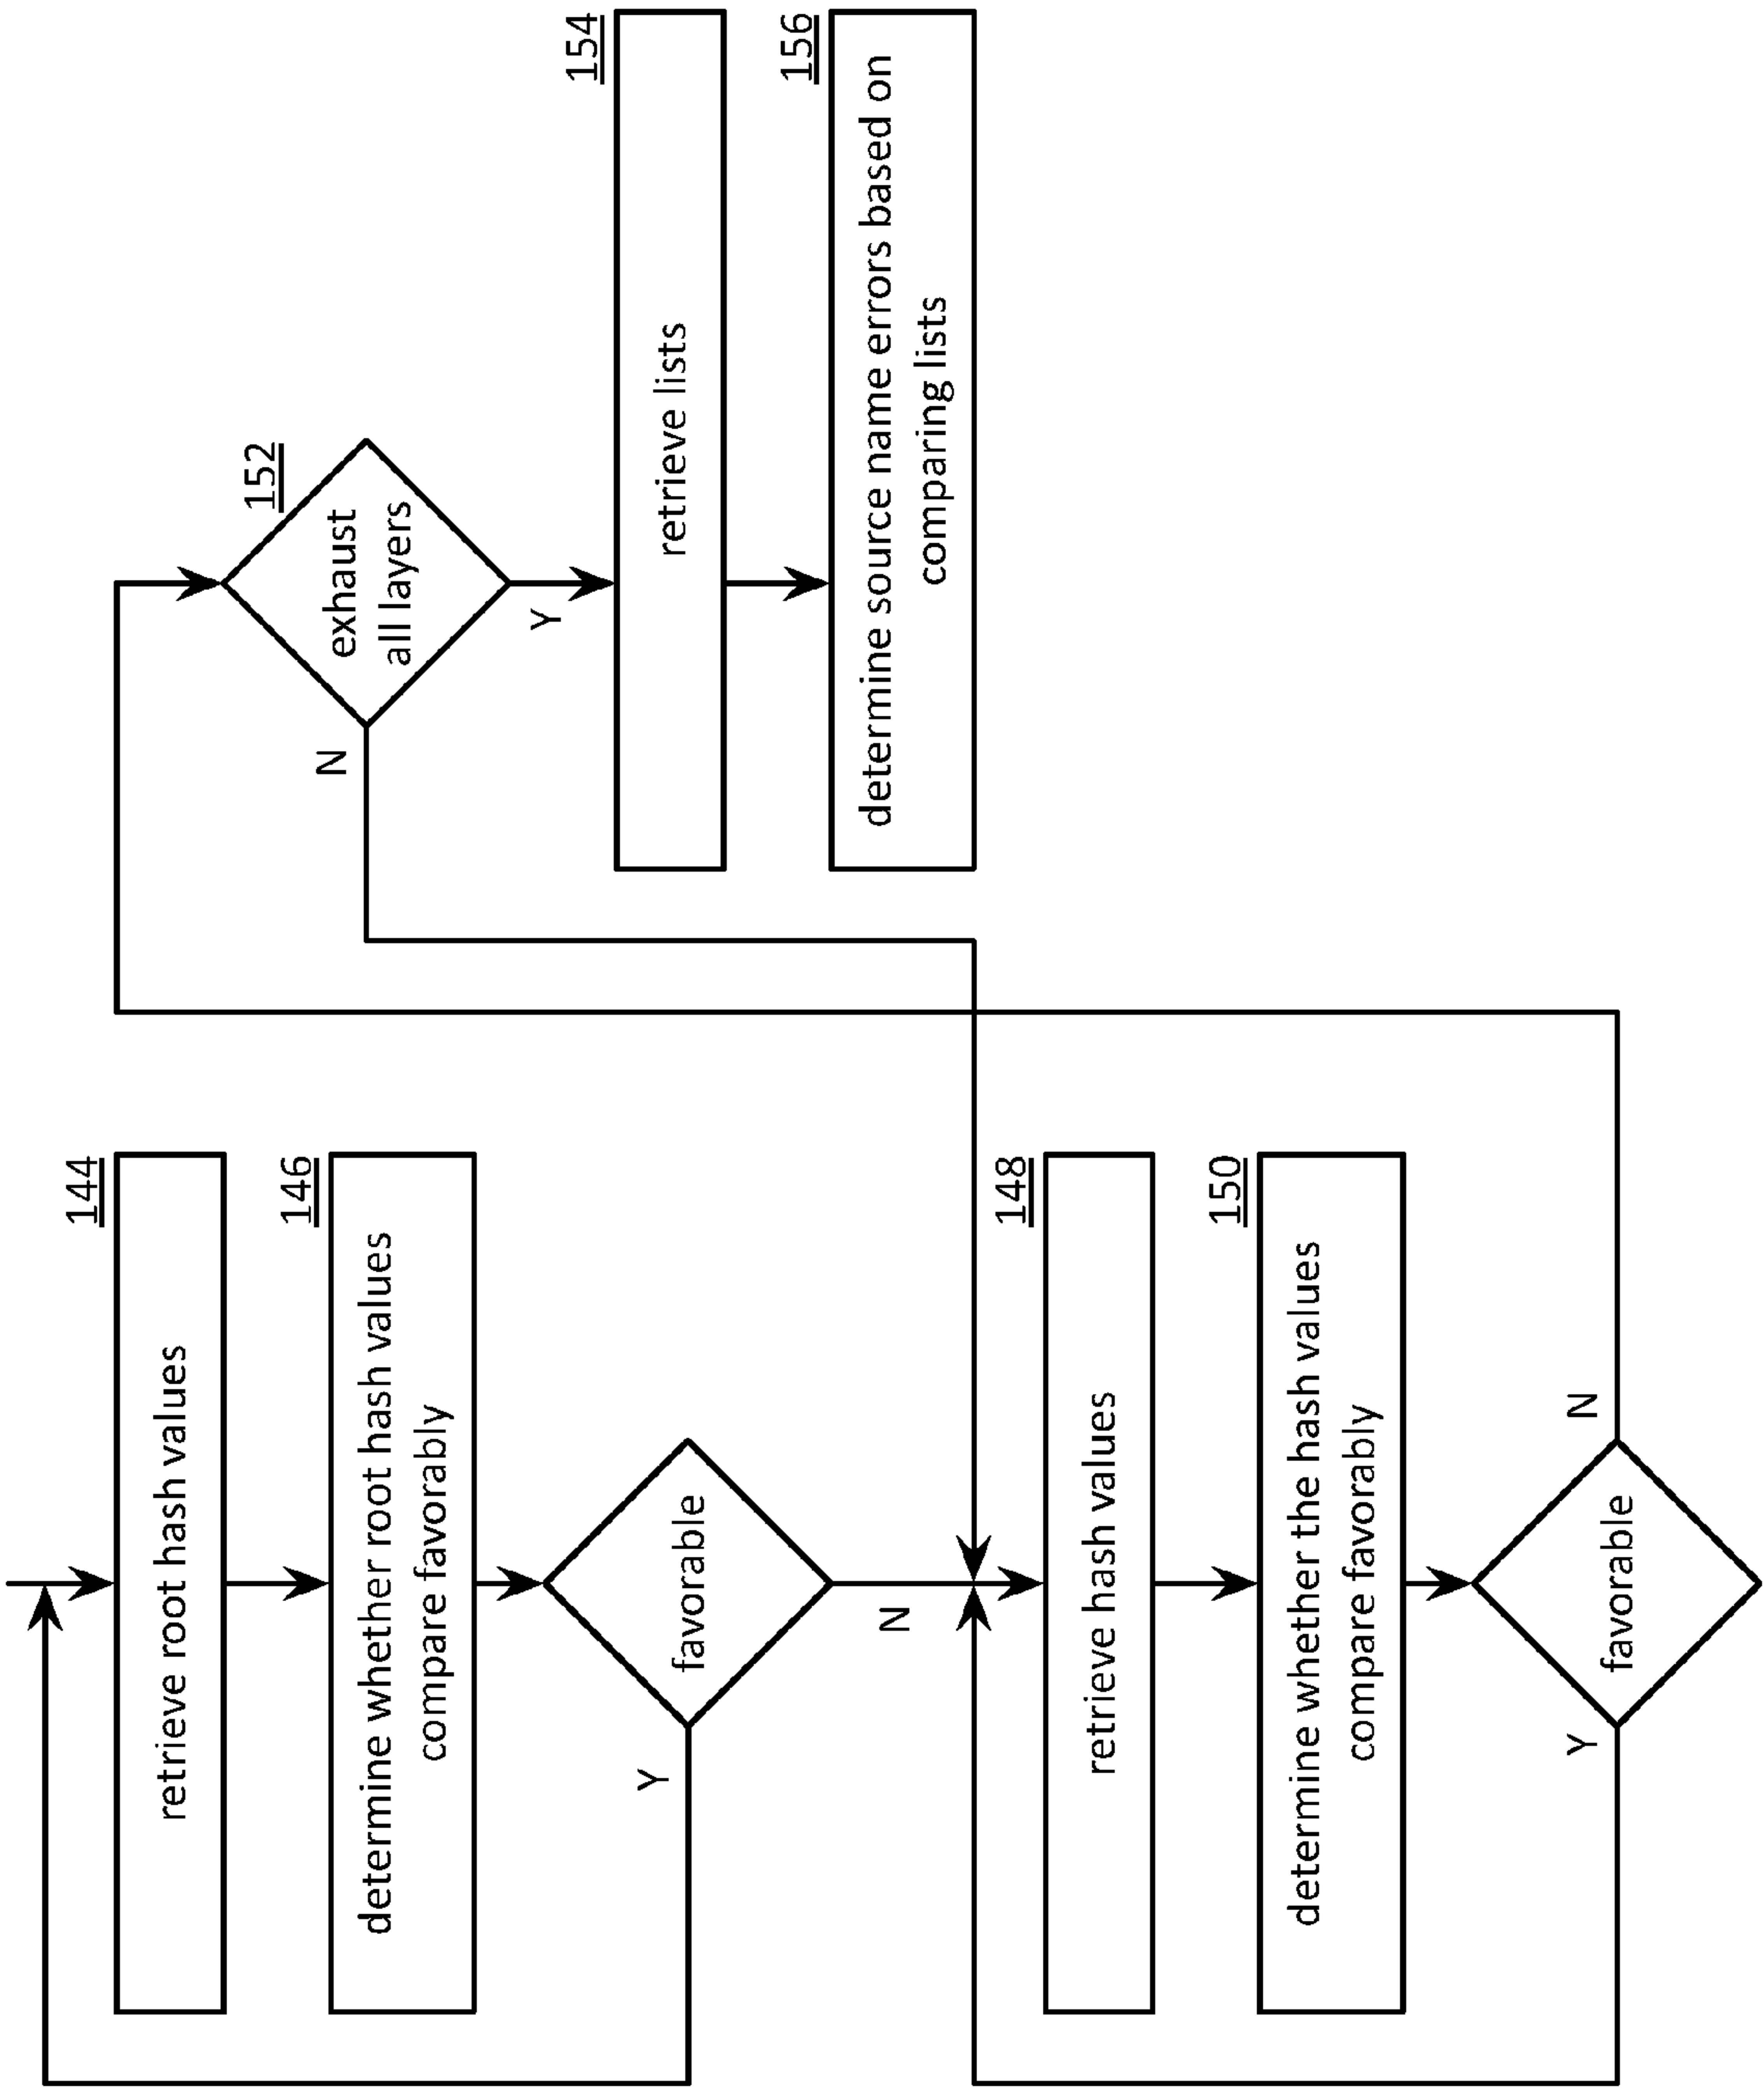 144
retrieve root hash values
146
determine whether root hash values
compare favorably
favorable
Y
N
148
retrieve hash values
150
determine whether the hash values
compare favorably
favorable
Y
N
152
exhaust
all layers
N
Y
154
retrieve lists
156
determine source name errors based on
comparing lists